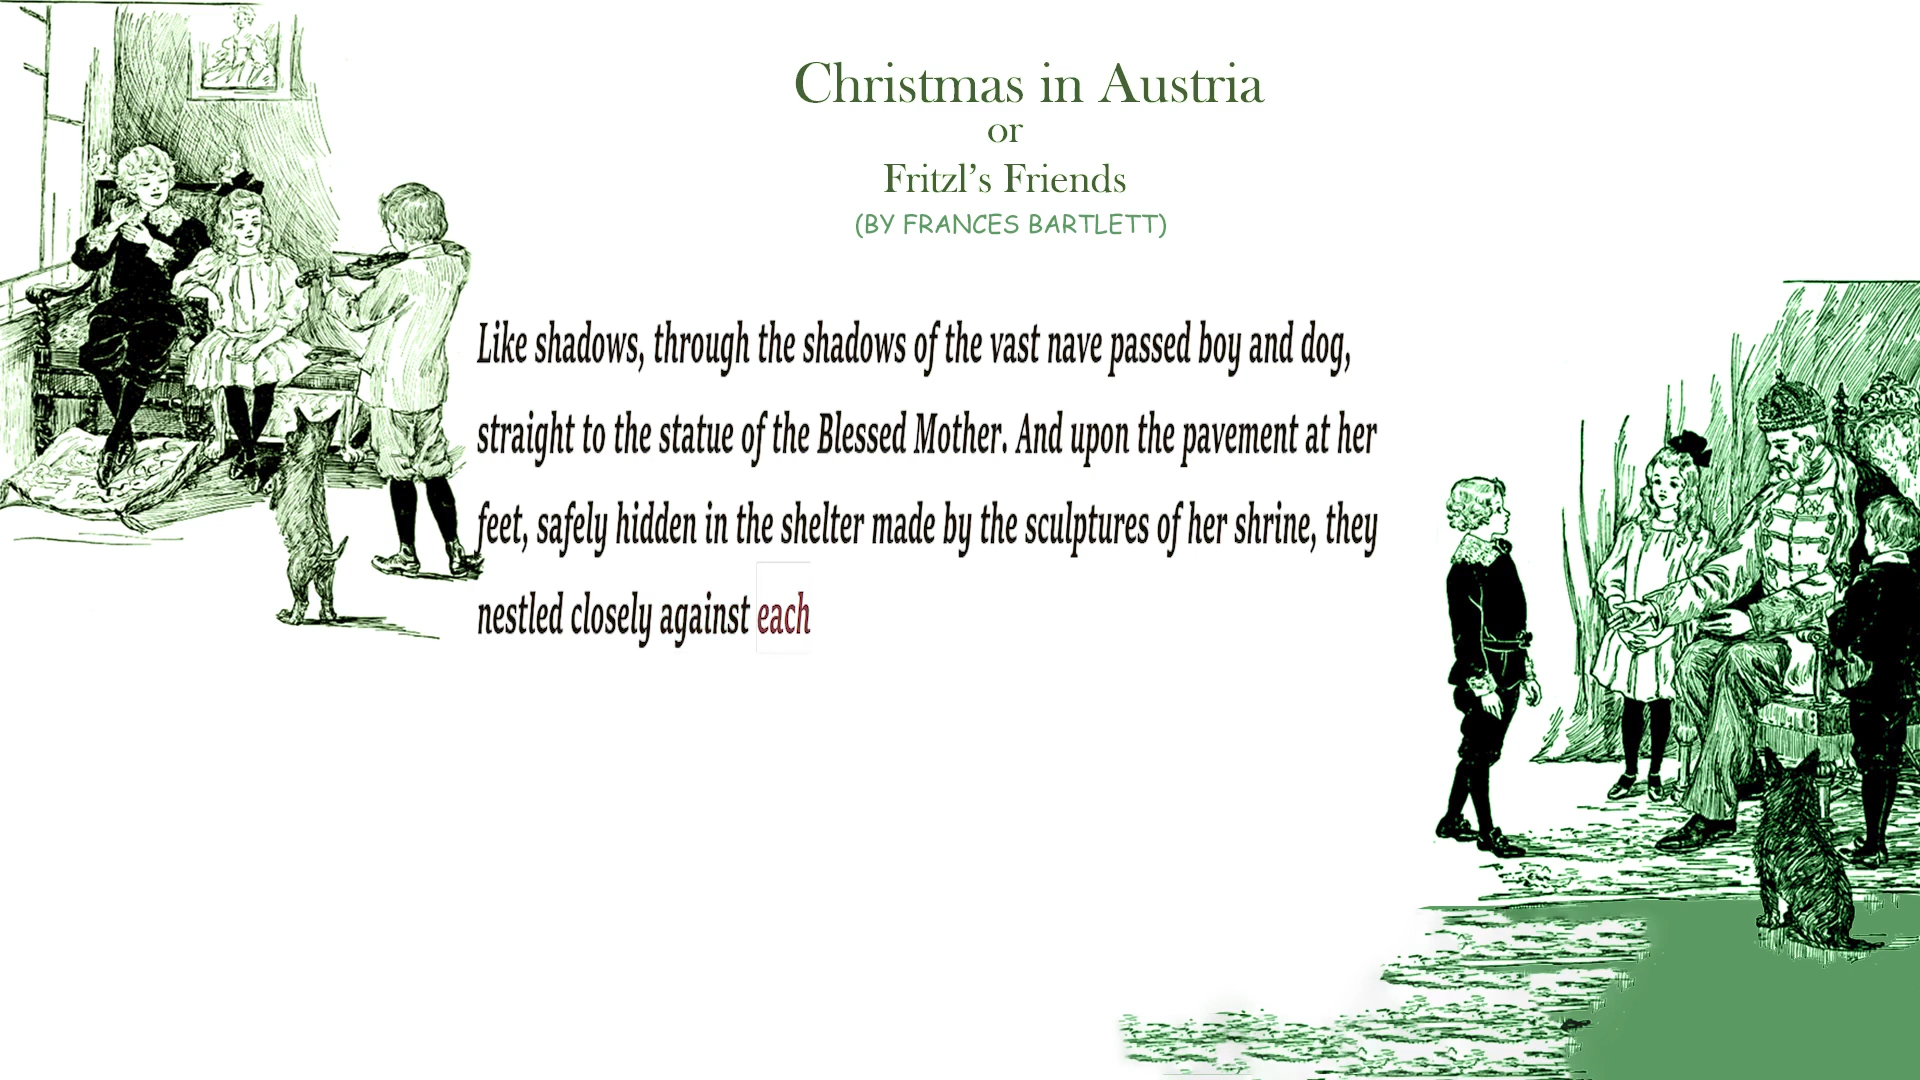 Christmas in Austria
or
Fritzl’s Friends
(BY FRANCES BARTLETT)
Like shadows, through the shadows of the vast nave passed boy and dog,
straight to the statue of the Blessed Mother. And upon the pavement at her
feet, safely hidden in the shelter made by the sculptures of her shrine, they
nestled closely against each